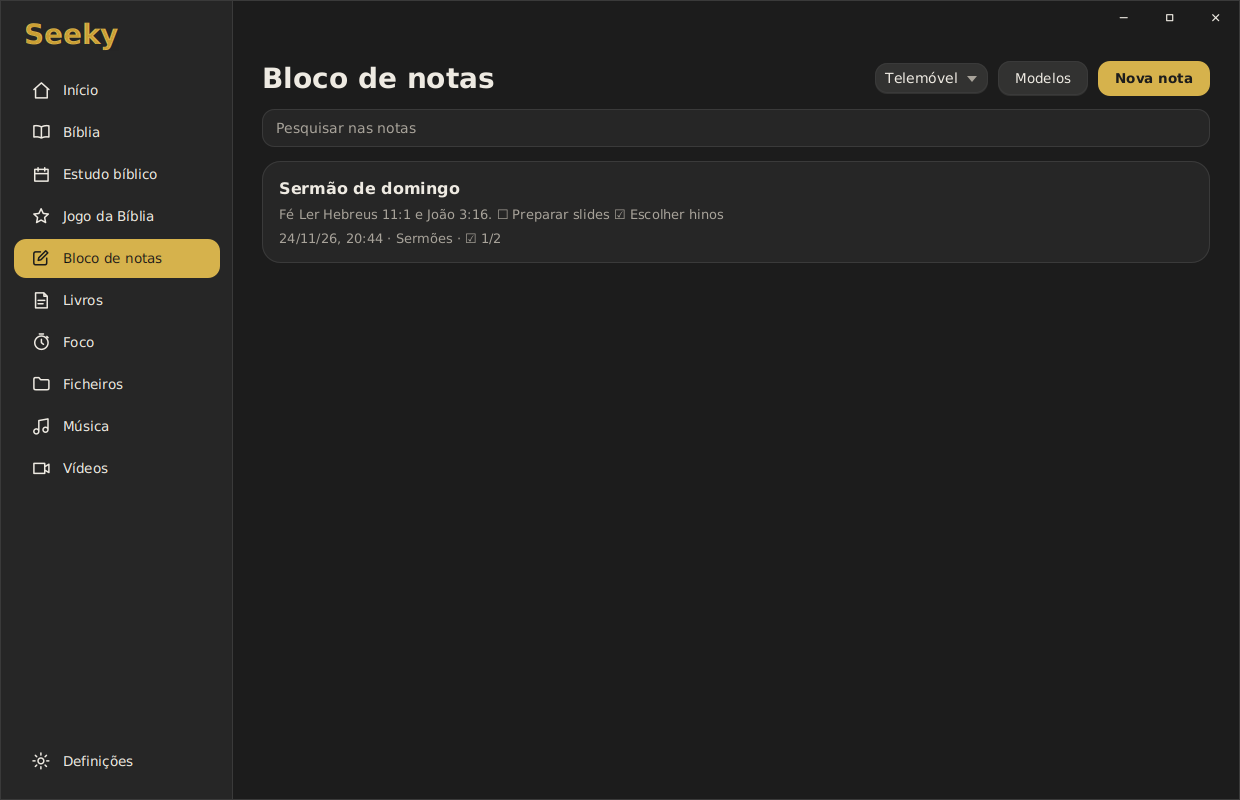 Seeky
Início
Bíblia
Estudo bíblico
Jogo da Bíblia
Bloco de notas
Livros
Foco
Ficheiros
Música
Vídeos
Definições
Bloco de notas
Telemóvel
Modelos
Nova nota
Pesquisar nas notas
Sermão de domingo
Fé Ler Hebreus 11:1 e João 3:16. ☐ Preparar slides ☑ Escolher hinos
24/11/26, 20:44 · Sermões · ☑ 1/2